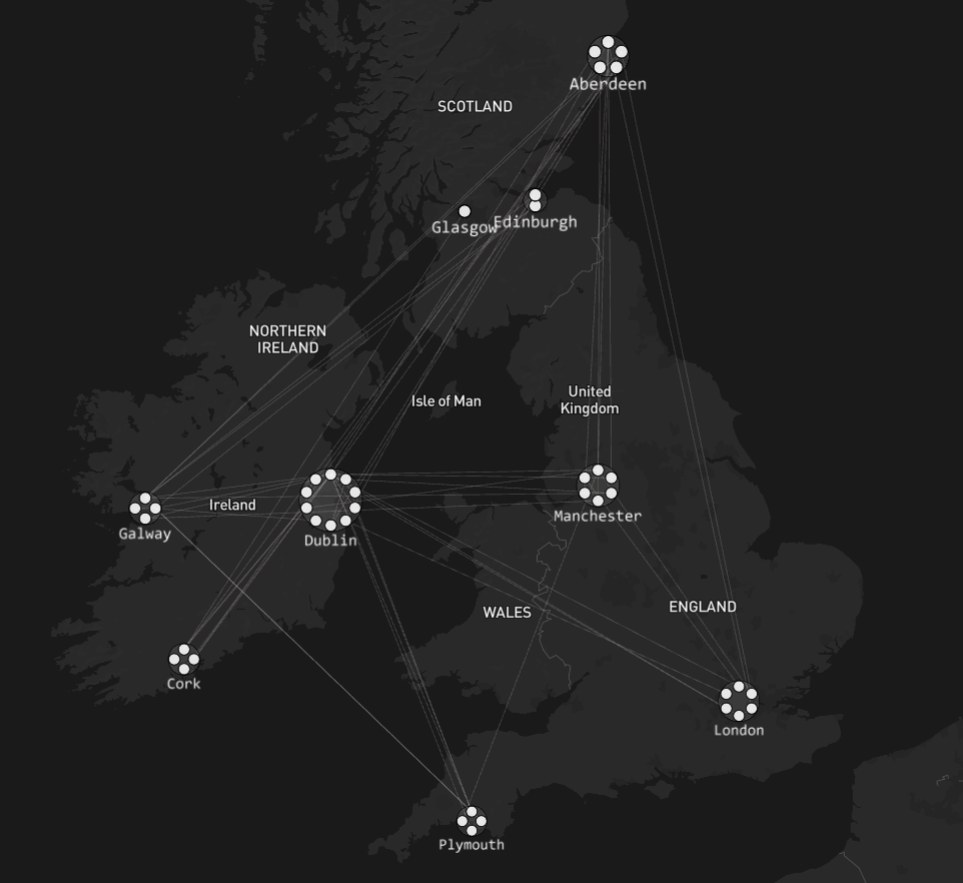 Aberdeen
SCOTLAND
Glasgow
Edinburgh
NORTHERN
IRELAND
Isle of Man
United
Kingdom
Ireland
Galway
Dublin
Manchester
WALES
ENGLAND
Cork
London
Plymouth